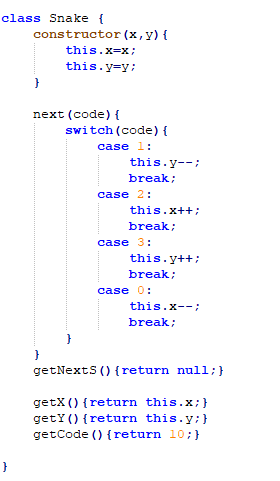 class Snake {
    constructor(x,y){
        this.x=x;
        this.y=y;
    }

    next(code){
        switch(code){
            case 1:
                this.y--;
                break;
            case 2:
                this.x++;
                break;
            case 3:
                this.y++;
                break;
            case 0:
                this.x--;
                break;
        }
    }
    getNextS(){return null;}

    getX(){return this.x;}
    getY(){return this.y;}
    getCode(){return 10;}

}